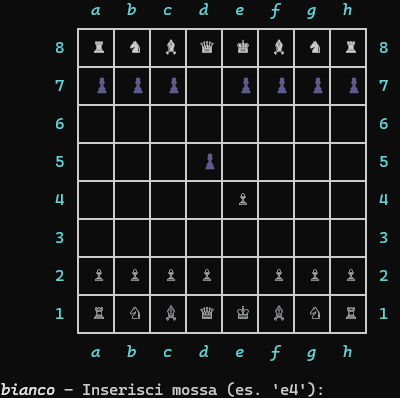 a b c d e f g h
8 ♜ ♞ ♝ ♛ ♚ ♝ ♞ ♜ 8
7 ♟ ♟ ♟ ♟ ♟ ♟ ♟ 7
6 6
5 ♟ 5
4 ♙ 4
3 3
2 ♙ ♙ ♙ ♙ ♙ ♙ ♙ 2
1 ♖ ♘ ♗ ♕ ♔ ♗ ♘ ♖ 1
a b c d e f g h
bianco – Inserisci mossa (es. 'e4'):